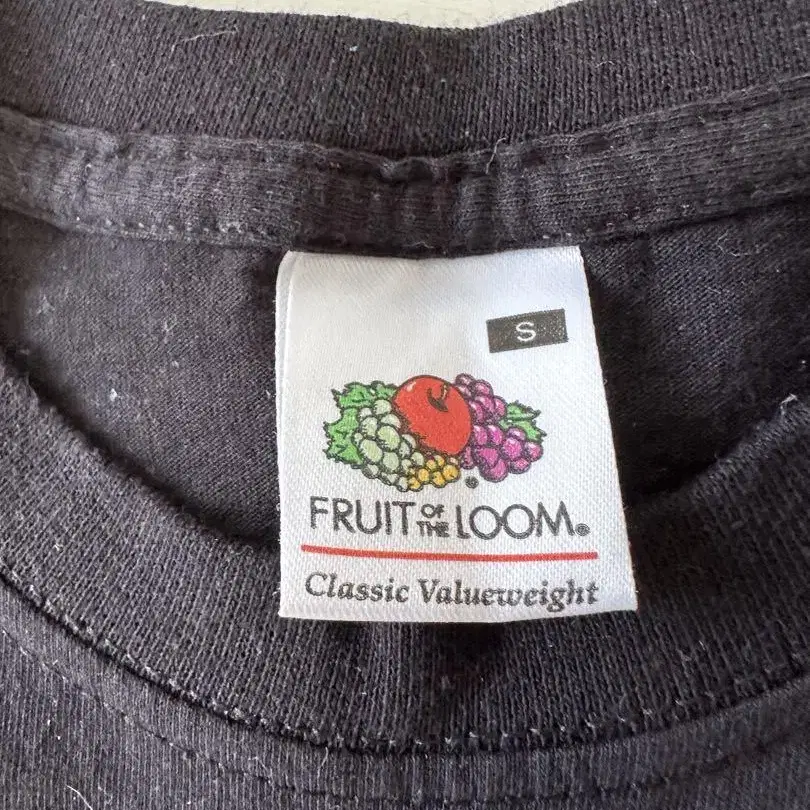 S
FRUIT OF THE LOOM®
Classic Valueweight